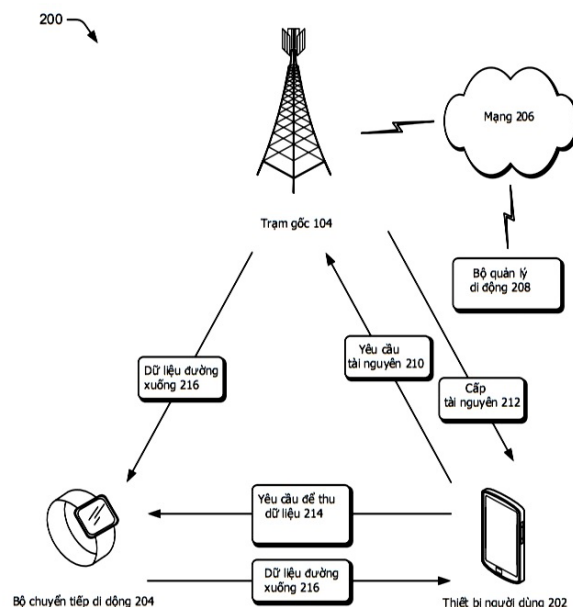 200
Mạng 206
Trạm gốc 104
Bộ quản lý
di động 208
Yêu cầu
tài nguyên 210
Dữ liệu đường
xuống 216
Cấp
tài nguyên 212
Yêu cầu để thu
dữ liệu 214
Dữ liệu đường
xuống 216
Bộ chuyển tiếp di động 204
Thiết bị người dùng 202